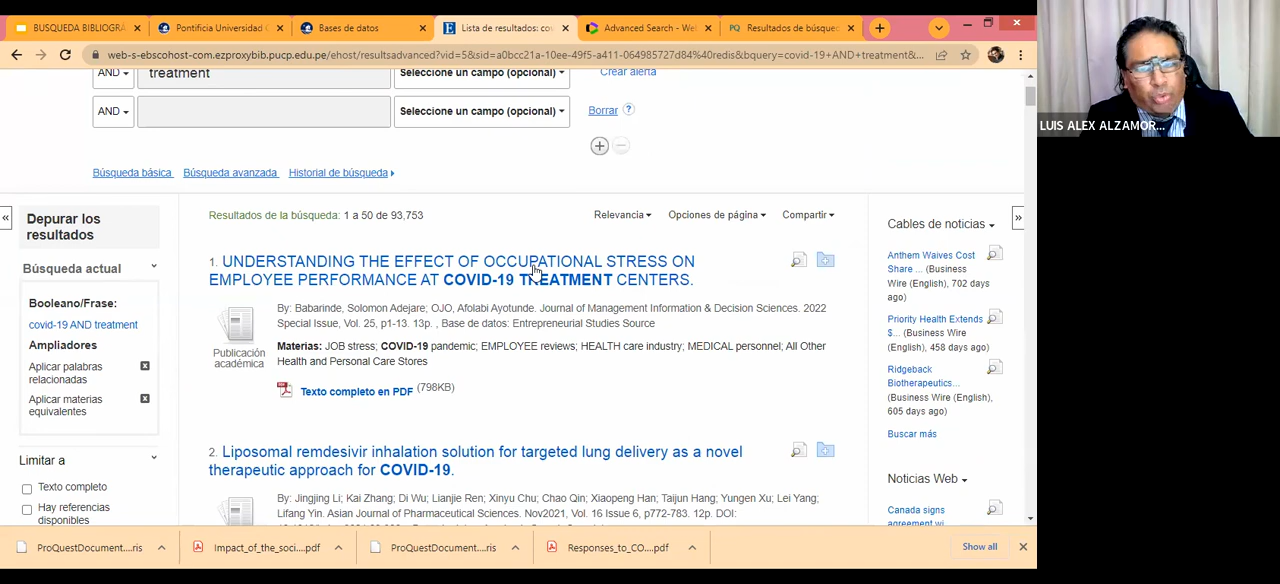 BUSQUEDA BIBLIOGRA
Pontificia Universidad C
Bases de datos
Lista de resultados: co
Advanced Search - We
Resultados de búsque
web-s-ebscohost-com.ezproxybib.pucp.edu.pe/ehost/resultsadvanced?vid=5&sid=a0bcc21a-10ee-49f5-a411-064985727d84%40redis&bquery=covid-19+AND+treatment&...
AND
treatment
Seleccione un campo (opcional)
Crear alerta
AND
Seleccione un campo (opcional)
Borrar
Búsqueda básica
Búsqueda avanzada
Historial de búsqueda
LUIS ALEX ALZAMOR...
Depurar los
resultados
Búsqueda actual
Booleano/Frase:
covid-19 AND treatment
Ampliadores
Aplicar palabras
relacionadas
Aplicar materias
equivalentes
Limitar a
Texto completo
Hay referencias
disponibles
Resultados de la búsqueda: 1 a 50 de 93,753
Relevancia
Opciones de página
Compartir
1. UNDERSTANDING THE EFFECT OF OCCUPATIONAL STRESS ON
EMPLOYEE PERFORMANCE AT COVID-19 TREATMENT CENTERS.
Publicación
académica
By: Babarinde, Solomon Adejare; OJO, Afolabi Ayotunde. Journal of Management Information & Decision Sciences. 2022
Special Issue, Vol. 25, p1-13. 13p. , Base de datos: Entrepreneurial Studies Source
Materias: JOB stress; COVID-19 pandemic; EMPLOYEE reviews; HEALTH care industry; MEDICAL personnel; All Other
Health and Personal Care Stores
Texto completo en PDF (798KB)
2. Liposomal remdesivir inhalation solution for targeted lung delivery as a novel
therapeutic approach for COVID-19.
By: Jingjing Li; Kai Zhang; Di Wu; Lianjie Ren; Xinyu Chu; Chao Qin; Xiaopeng Han; Taijun Hang; Yungen Xu; Lei Yang;
Lifang Yin. Asian Journal of Pharmaceutical Sciences. Nov2021, Vol. 16 Issue 6, p772-783. 12p. DOI:
Cables de noticias
Anthem Waives Cost
Share ... (Business
Wire (English), 702 days
ago)
Priority Health Extends
$... (Business Wire
(English), 458 days ago)
Ridgeback
Biotherapeutics...
(Business Wire (English),
605 days ago)
Buscar más
Noticias Web
Canada signs
agreement wi
ProQuestDocument....ris
Impact_of_the_soci....pdf
ProQuestDocument....ris
Responses_to_CO....pdf
Show all